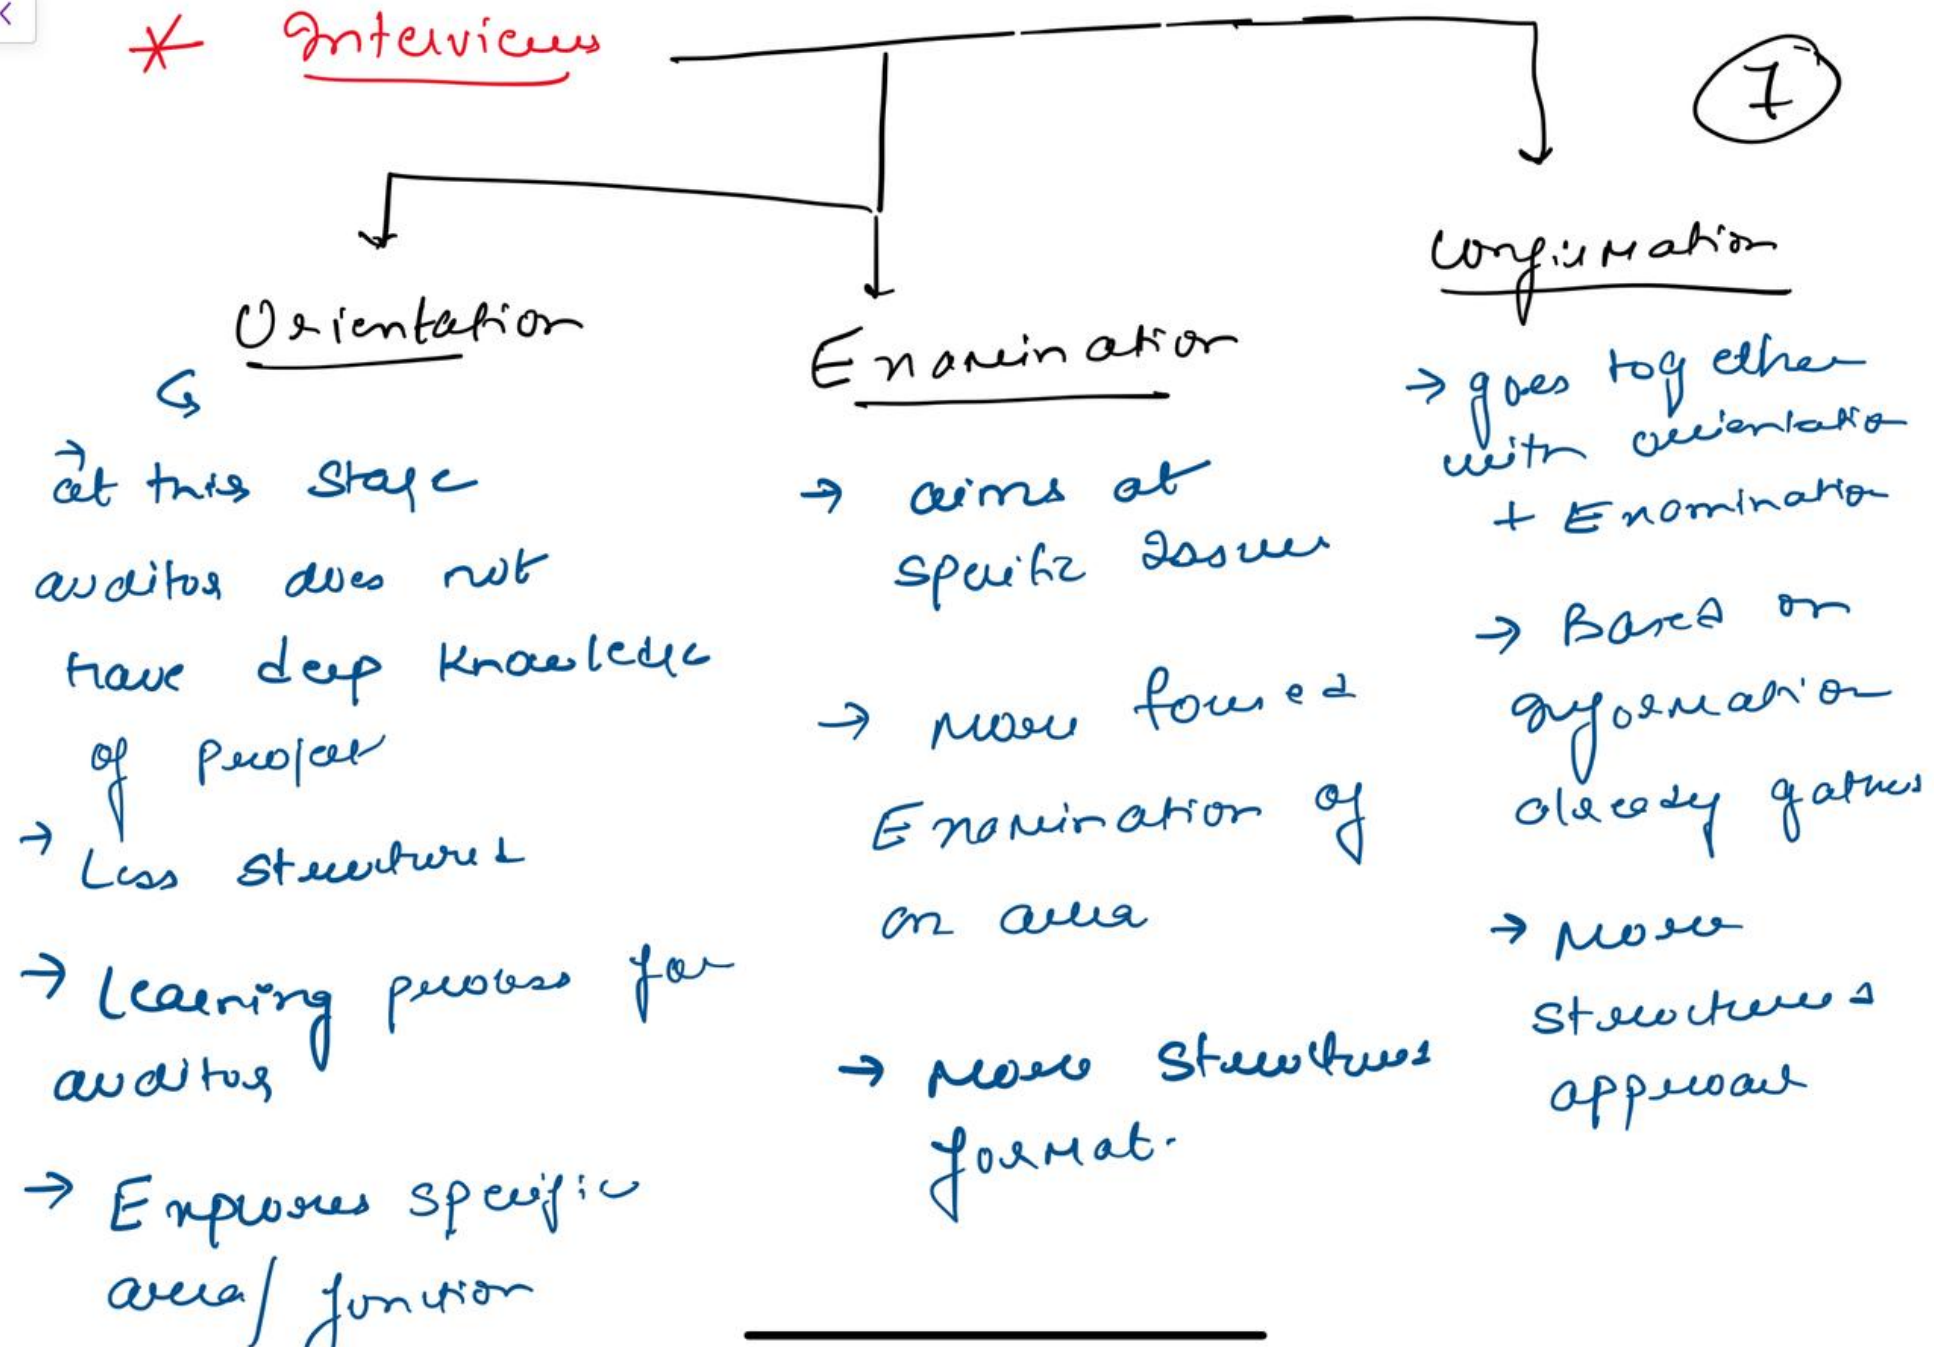 * Interviews
7
Orientation
→ at this stage
auditor does not
have deep knowledge
of Project
→ Less structured
→ Learning process for
auditor
→ Explores specific
area/ function
Examination
→ aims at
specific issues
→ More focused
Examination of
an area
→ More structured
format.
Confirmation
→ goes together
with orientation
+ Examination
→ Based on
information
already gathered
→ More
structured
approach